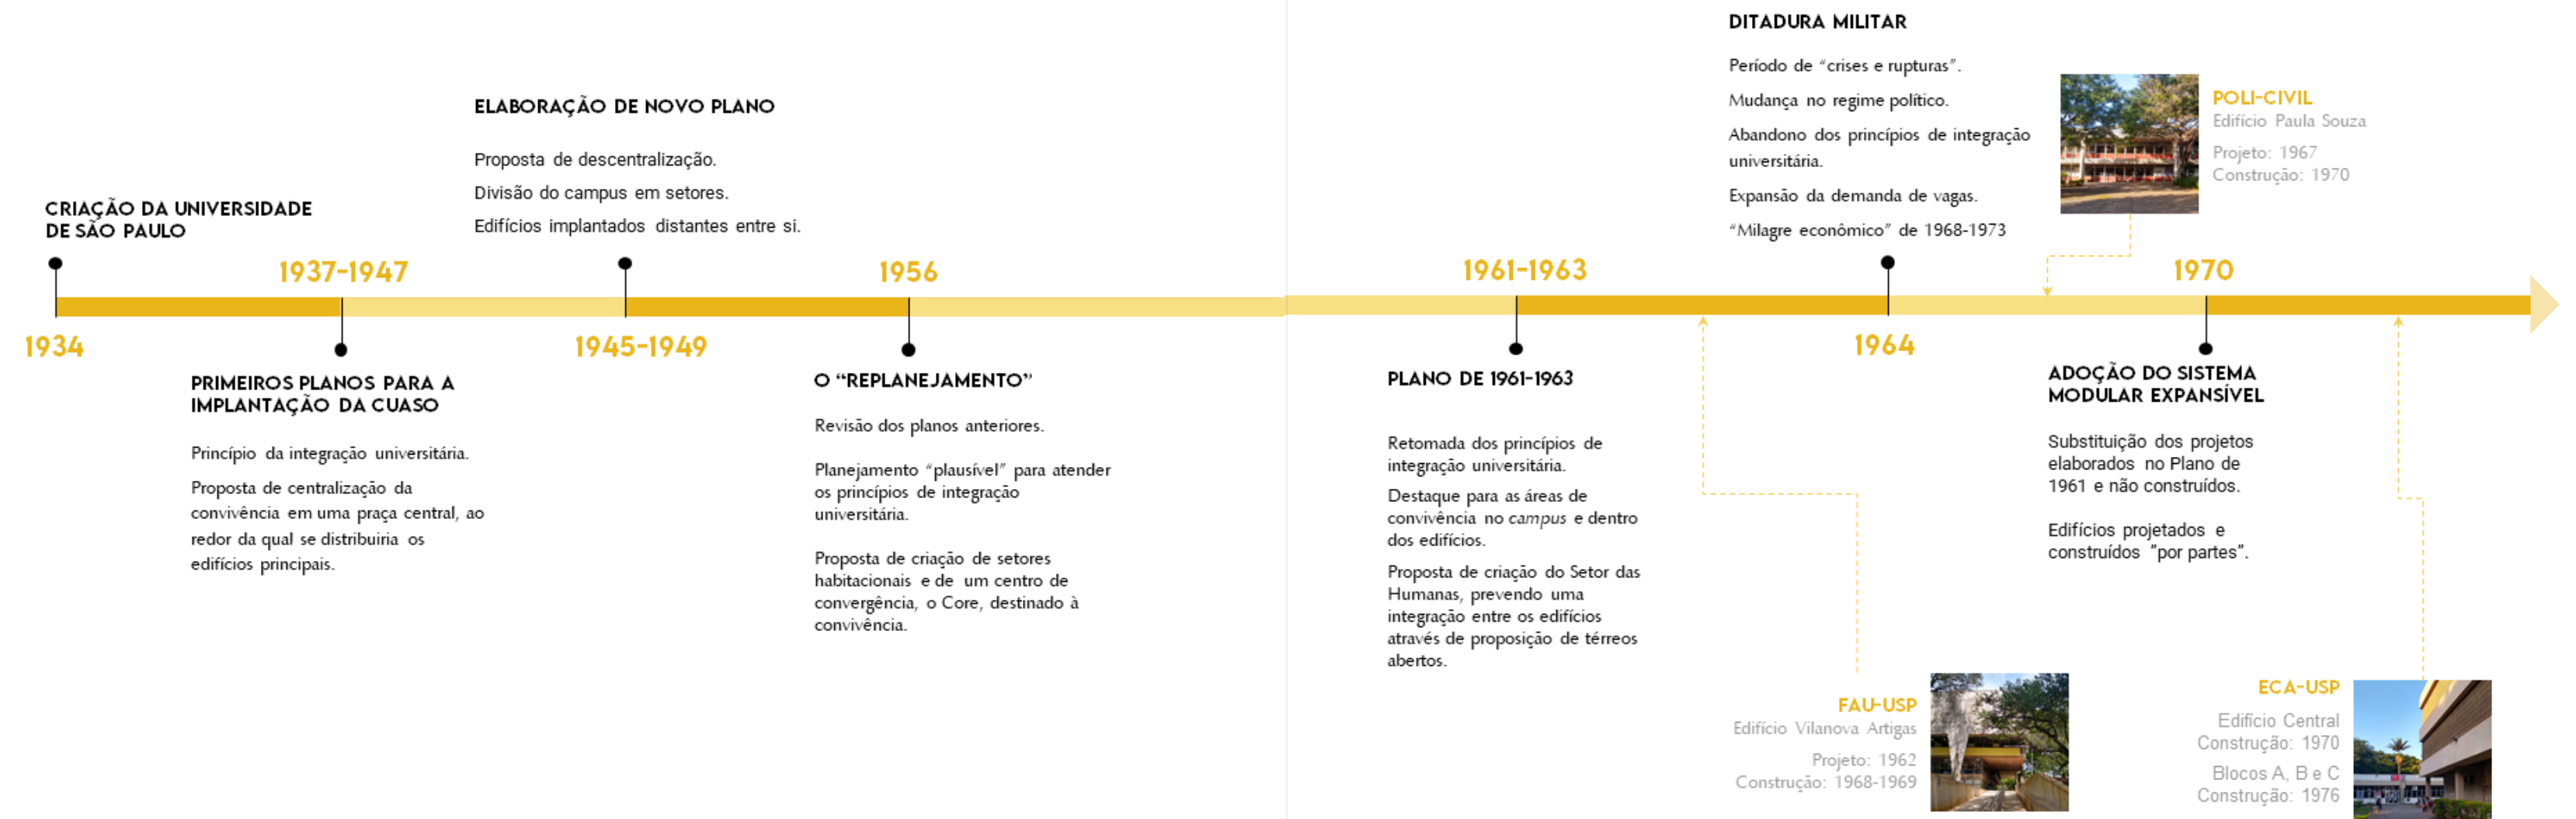 CRIAÇÃO DA UNIVERSIDADE
DE SÃO PAULO
1934
1937-1947
PRIMEIROS PLANOS PARA A
IMPLANTAÇÃO DA CUASO
Princípio da integração universitária.
Proposta de centralização da
convivência em uma praça central, ao
redor da qual se distribuiria os
edifícios principais.
ELABORAÇÃO DE NOVO PLANO
Proposta de descentralização.
Divisão do campus em setores.
Edifícios implantados distantes entre si.
1945-1949
1956
O “REPLANEJAMENTO”
Revisão dos planos anteriores.
Planejamento “plausível” para atender
os princípios de integração
universitária.
Proposta de criação de setores
habitacionais e de um centro de
convergência, o Core, destinado à
convivência.
1961-1963
PLANO DE 1961-1963
Retomada dos princípios de
integração universitária.
Destaque para as áreas de
convivência no campus e dentro
dos edifícios.
Proposta de criação do Setor das
Humanas, prevendo uma
integração entre os edifícios
através de proposição de térreos
abertos.
DITADURA MILITAR
Período de “crises e rupturas”.
Mudança no regime político.
Abandono dos princípios de integração
universitária.
Expansão da demanda de vagas.
“Milagre econômico” de 1968-1973
1964
FAU-USP
Edifício Vilanova Artigas
Projeto: 1962
Construção: 1968-1969
POLI-CIVIL
Edifício Paula Souza
Projeto: 1967
Construção: 1970
1970
ADOÇÃO DO SISTEMA
MODULAR EXPANSÍVEL
Substituição dos projetos
elaborados no Plano de
1961 e não construídos.
Edifícios projetados e
construídos ”por partes”.
ECA-USP
Edifício Central
Construção: 1970
Blocos A, B e C
Construção: 1976